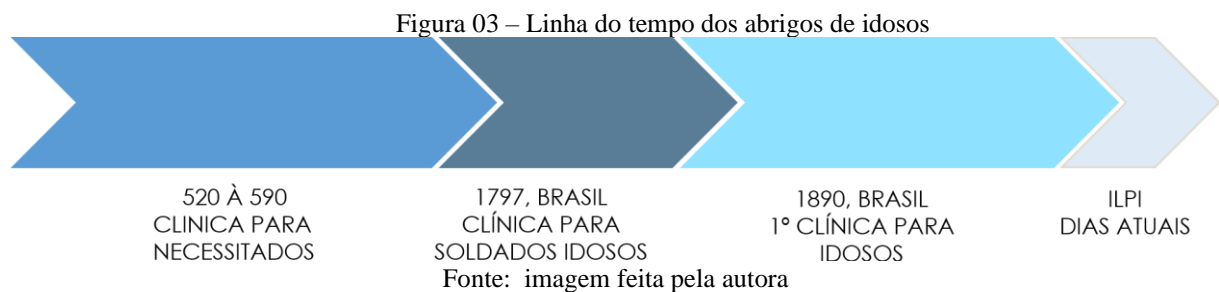 Figura 03 – Linha do tempo dos abrigos de idosos
520 À 590
CLINICA PARA
NECESSITADOS
1797, BRASIL
CLÍNICA PARA
SOLDADOS IDOSOS
1890, BRASIL
1º CLÍNICA PARA
IDOSOS
ILPI
DIAS ATUAIS
Fonte: imagem feita pela autora